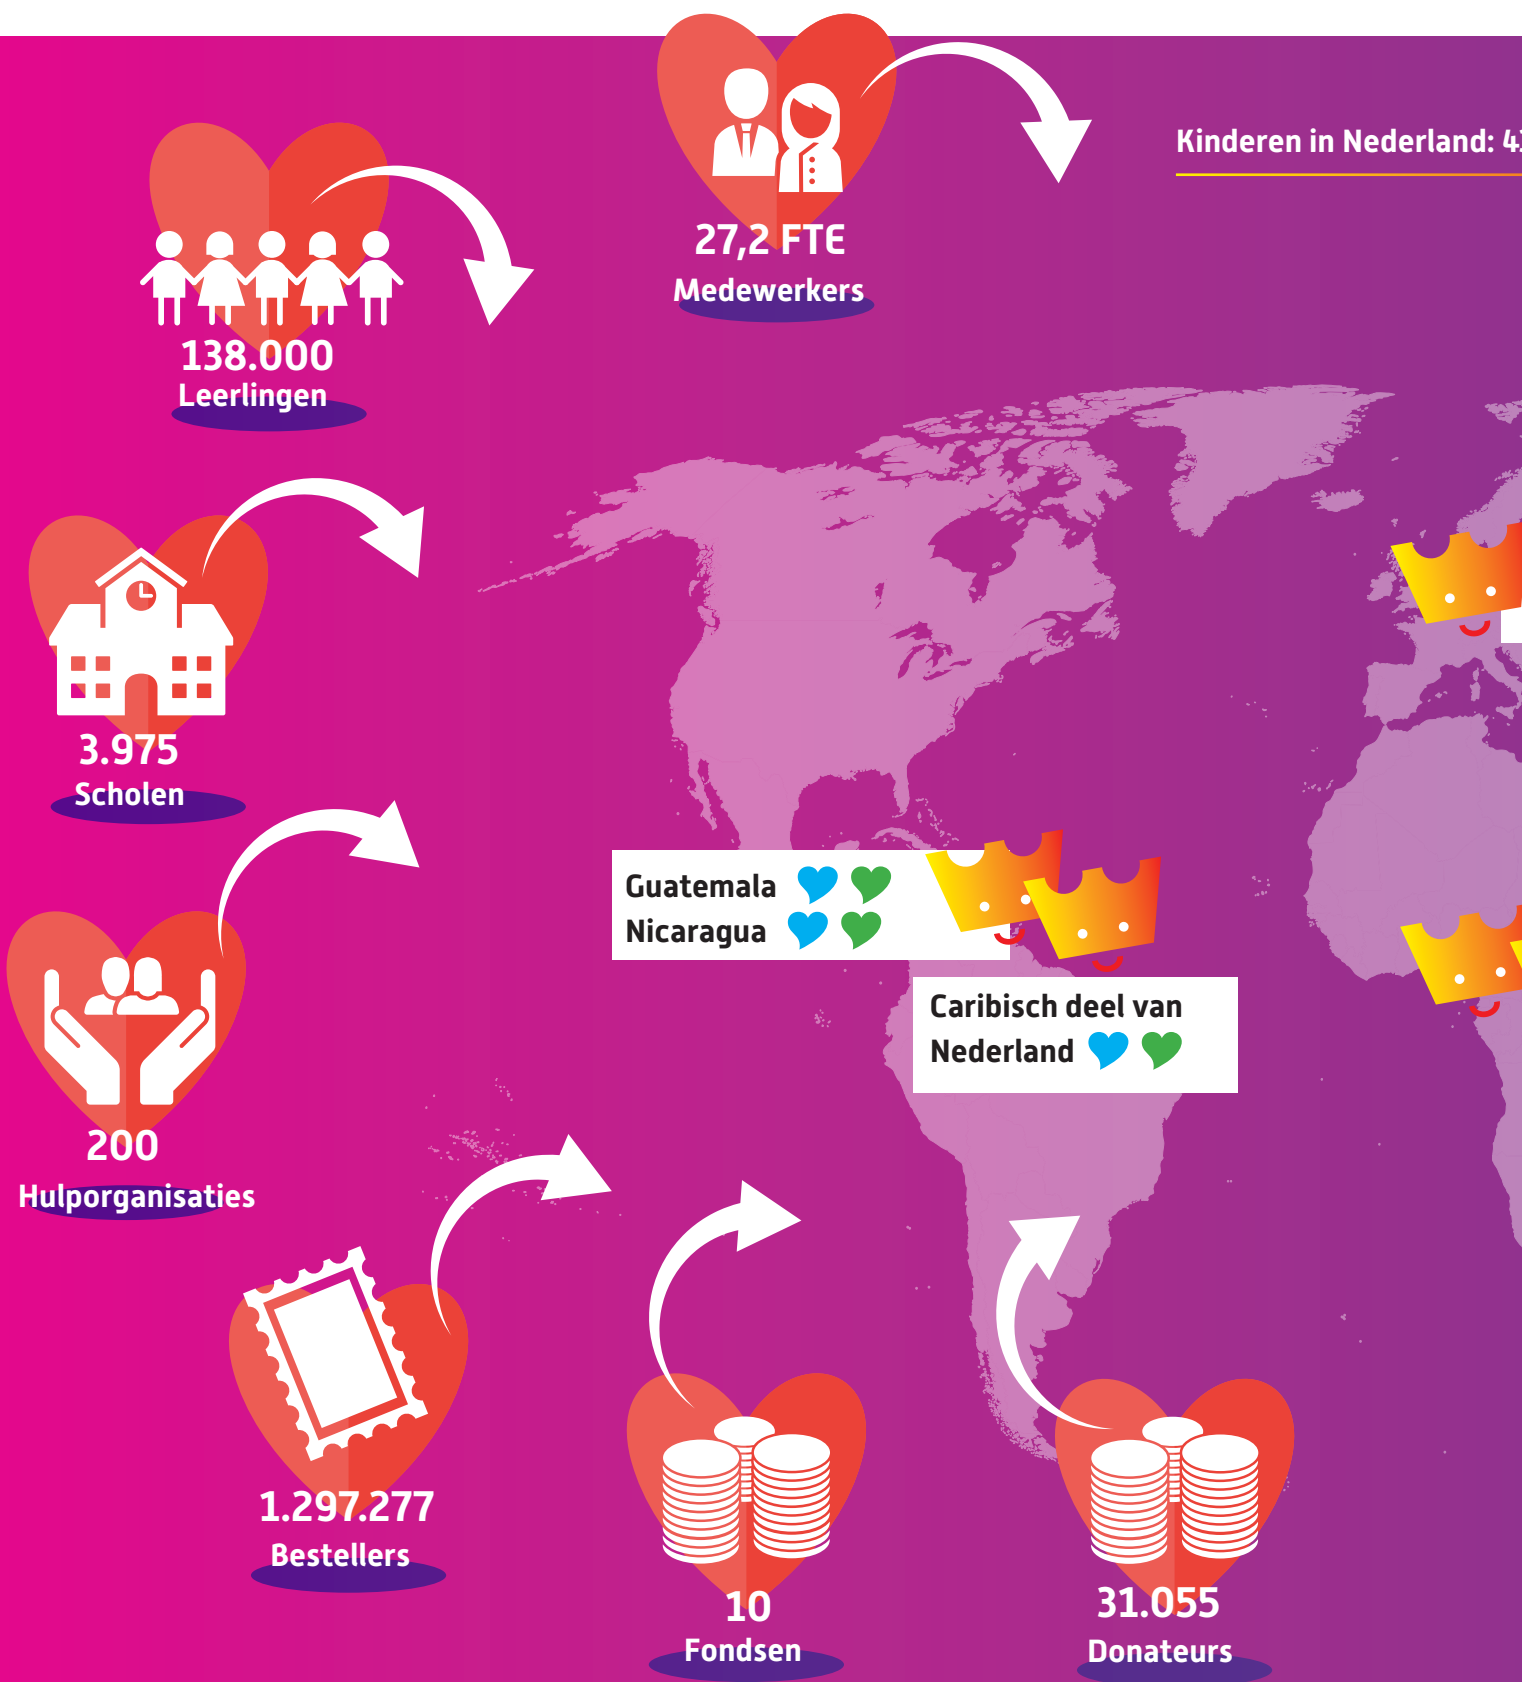 Kinderen in Nederland:
27,2 FTE
Medewerkers
138.000
Leerlingen
3.975
Scholen
Guatemala
Nicaragua
Caribisch deel van
Nederland
200
Hulporganisaties
1.297.277
Bestellers
10
Fondsen
31.055
Donateurs